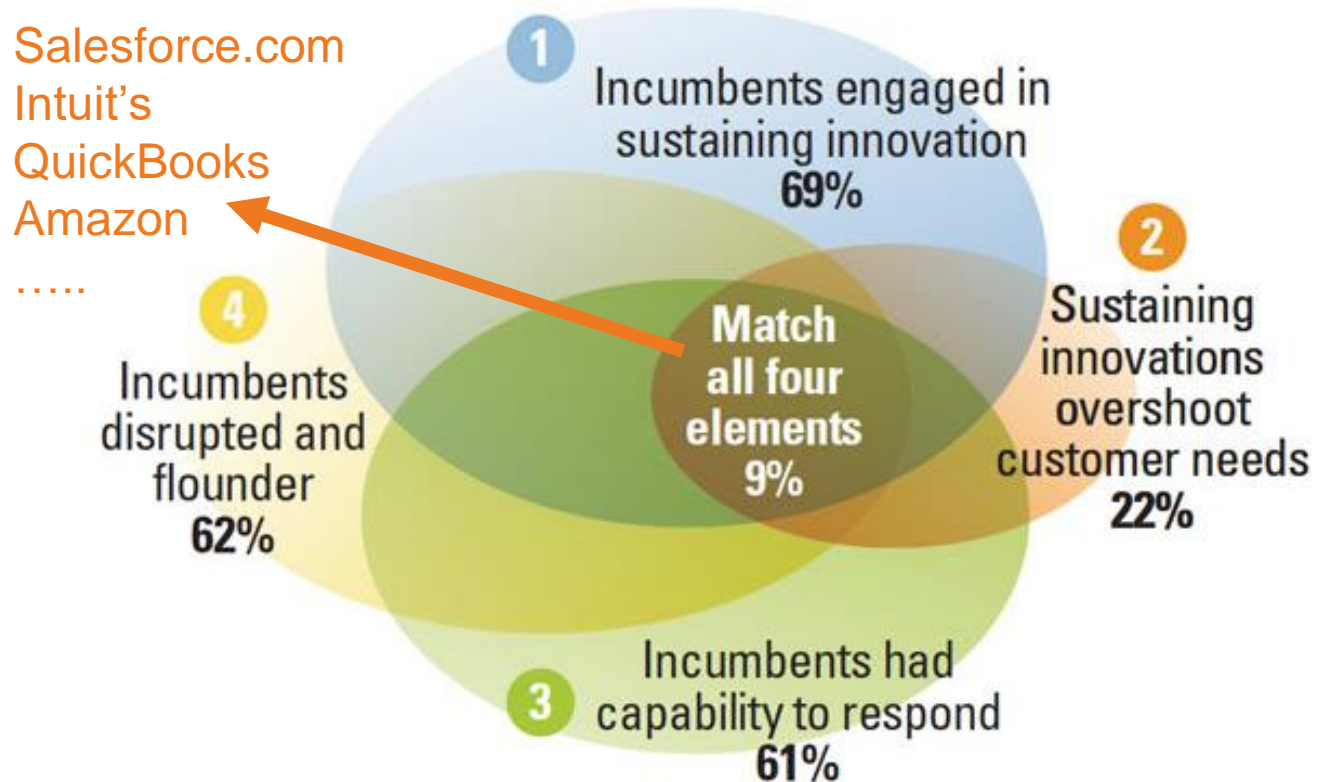 Salesforce.com
Intuit's
QuickBooks
Amazon
…..
1
Incumbents engaged in
sustaining innovation
69%
2
Sustaining
innovations
overshoot
customer needs
22%
Match
all four
elements
9%
4
Incumbents
disrupted and
flounder
62%
3
Incumbents had
capability to respond
61%